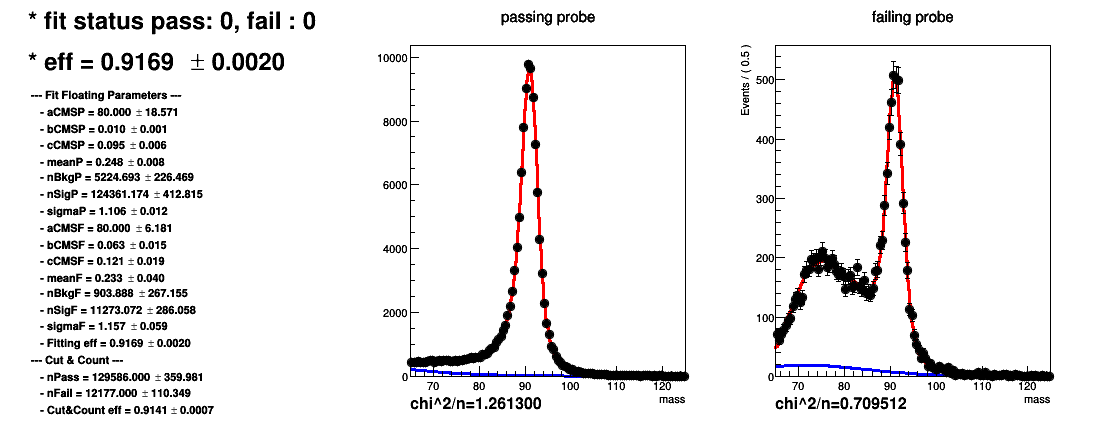 * fit status pass: 0, fail : 0
* eff = 0.9169 ± 0.0020
--- Fit Floating Parameters ---
- aCMSP = 80.000 ± 18.571
- bCMSP = 0.010 ± 0.001
- cCMSP = 0.095 ± 0.006
- meanP = 0.248 ± 0.008
- nBkgP = 5224.693 ± 226.469
- nSigP = 124361.174 ± 412.815
- sigmaP = 1.106 ± 0.012
- aCMSF = 80.000 ± 6.181
- bCMSF = 0.063 ± 0.015
- cCMSF = 0.121 ± 0.019
- meanF = 0.233 ± 0.040
- nBkgF = 903.888 ± 267.155
- nSigF = 11273.072 ± 286.058
- sigmaF = 1.157 ± 0.059
- Fitting eff = 0.9169 ± 0.0020
--- Cut & Count ---
- nPass = 129586.000 ± 359.981
- nFail = 12177.000 ± 110.349
- Cut&Count eff = 0.9141 ± 0.0007
passing probe
10000
8000
6000
4000
2000
0
70 80 90 100 110 120
mass
chi^2/n=1.261300
failing probe
Events / ( 0.5 )
500
400
300
200
100
0
70 80 90 100 110 120
mass
chi^2/n=0.709512